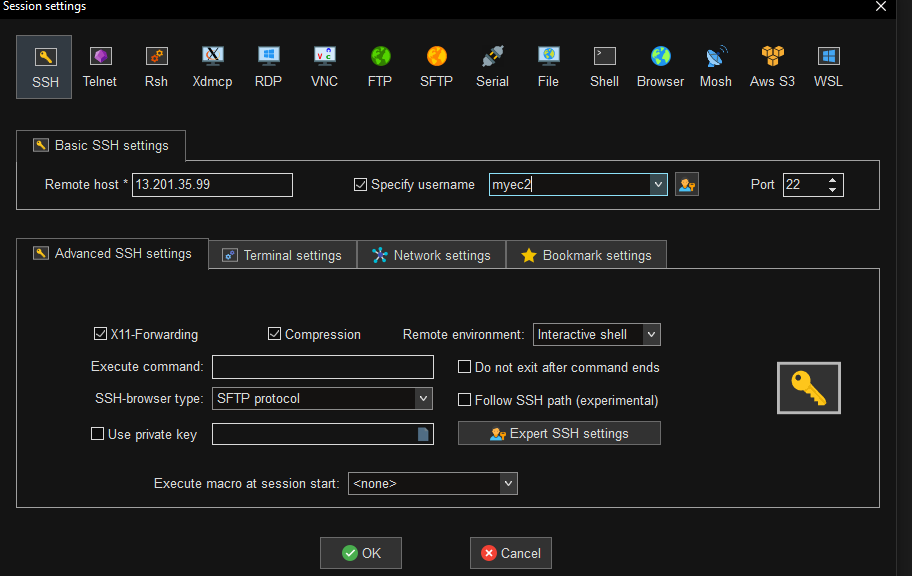 Session settings
SSH Telnet Rsh Xdmcp RDP VNC FTP SFTP Serial File Shell Browser Mosh Aws S3 WSL
Basic SSH settings
Remote host * 13.201.35.99 Specify username myec2 Port 22
Advanced SSH settings Terminal settings Network settings Bookmark settings
X11-Forwarding Compression Remote environment: Interactive shell
Execute command: Do not exit after command ends
SSH-browser type: SFTP protocol Follow SSH path (experimental)
Use private key Expert SSH settings
Execute macro at session start: <none>
OK Cancel